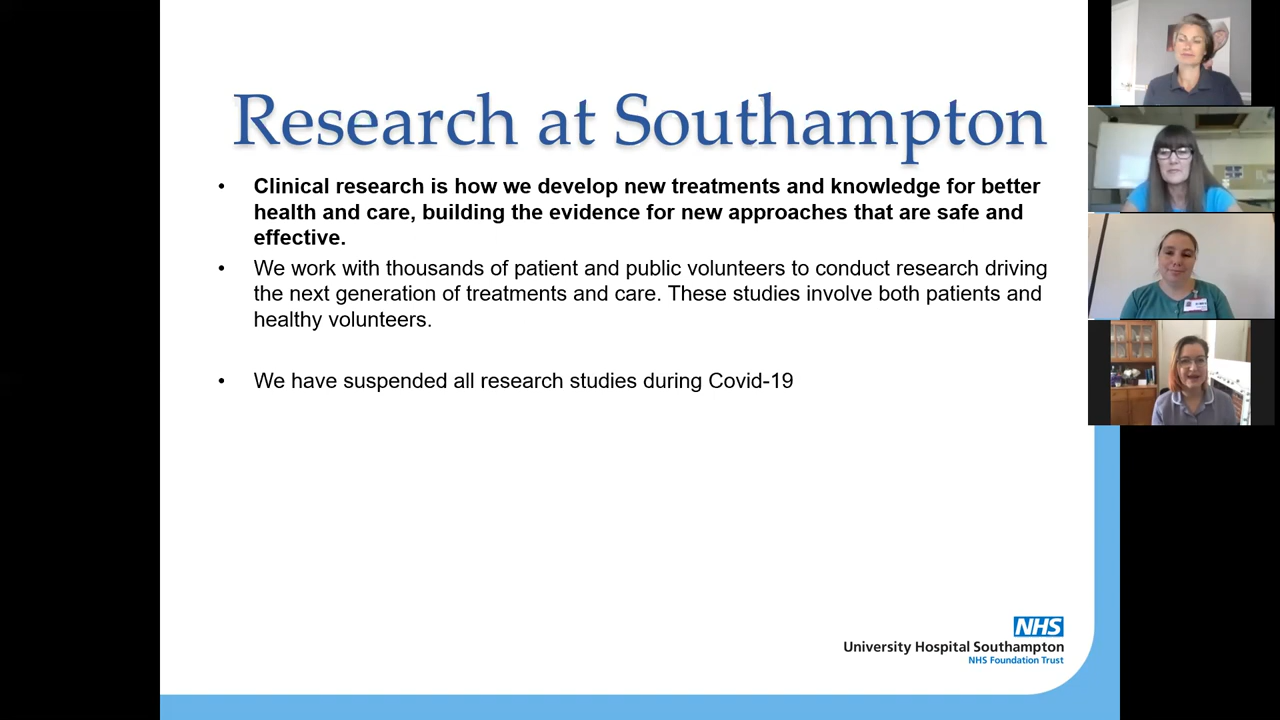 Research at Southampton
• Clinical research is how we develop new treatments and knowledge for better
health and care, building the evidence for new approaches that are safe and
effective.
• We work with thousands of patient and public volunteers to conduct research driving
the next generation of treatments and care. These studies involve both patients and
healthy volunteers.
• We have suspended all research studies during Covid-19
NHS
University Hospital Southampton
NHS Foundation Trust